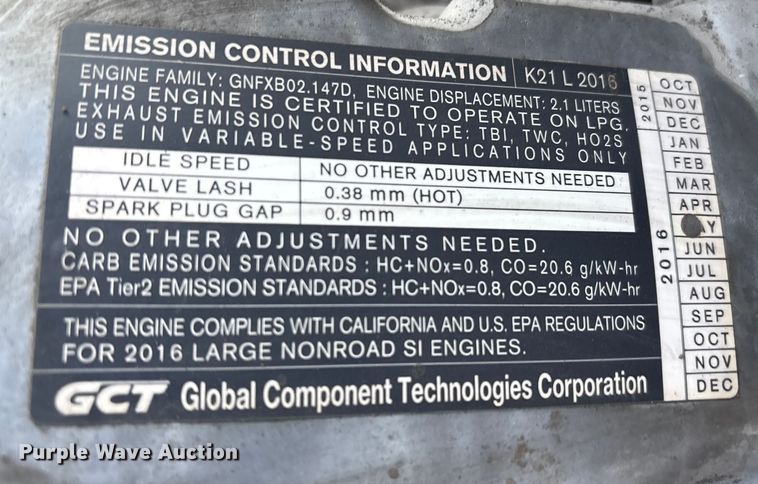 EMISSION CONTROL INFORMATION K21 L 2016
ENGINE FAMILY: GNFXB02.147D, ENGINE DISPLACEMENT: 2.1 LITERS
THIS ENGINE IS CERTIFIED TO OPERATE ON LPG.
EXHAUST EMISSION CONTROL TYPE: TBI, TWC, HO2S
USE IN VARIABLE-SPEED APPLICATIONS ONLY
IDLE SPEED NO OTHER ADJUSTMENTS NEEDED
VALVE LASH 0.38 mm (HOT)
SPARK PLUG GAP 0.9 mm
NO OTHER ADJUSTMENTS NEEDED.
CARB EMISSION STANDARDS : HC+NOx=0.8, CO=20.6 g/kW-hr
EPA Tier2 EMISSION STANDARDS : HC+NOx=0.8, CO=20.6 g/kW-hr
THIS ENGINE COMPLIES WITH CALIFORNIA AND U.S. EPA REGULATIONS
FOR 2016 LARGE NONROAD SI ENGINES.
GCT Global Component Technologies Corporation
2015
OCT
NOV
DEC
2016
JAN
FEB
MAR
APR
JUN
JUL
AUG
SEP
OCT
NOV
DEC
Purple Wave Auction